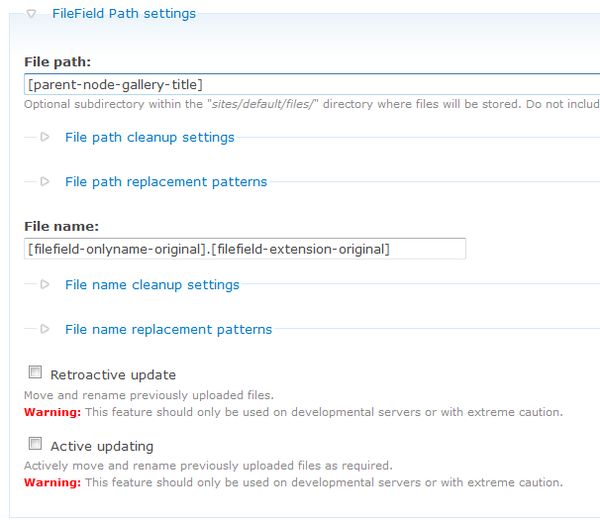 FileField Path settings
File path:
[parent-node-gallery-title]
Optional subdirectory within the "sites/default/files/" directory where files will be stored. Do not includ
File path cleanup settings
File path replacement patterns
File name:
[filefield-onlyname-original].[filefield-extension-original]
File name cleanup settings
File name replacement patterns
Retroactive update
Move and rename previously uploaded files.
Warning: This feature should only be used on developmental servers or with extreme caution.
Active updating
Actively move and rename previously uploaded files as required.
Warning: This feature should only be used on developmental servers or with extreme caution.